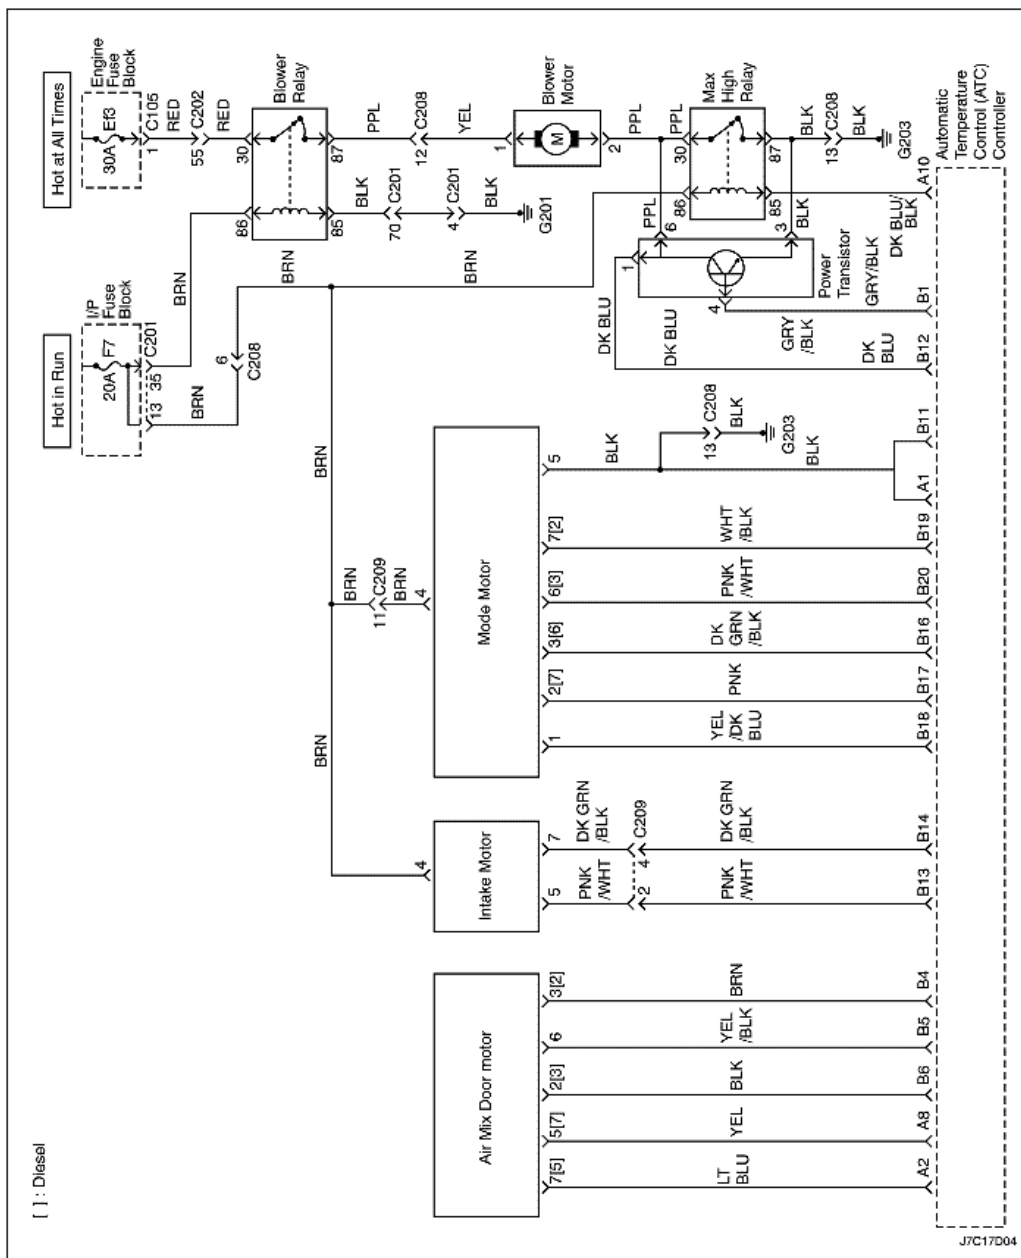 Hot at All Times
Engine
Fuse
Block
Ef3
30A
C105
1
RED
C202
55
RED
Blower
Relay
30
87
86
85
PPL
C208
12
YEL
Blower
Motor
1
M
2
PPL
PPL
Max
High
Relay
30
87
86
85
BLK
C208
13
BLK
G203
Automatic
Temperature
Control (ATC)
Controller
BLK
C201
70
C201
4
BLK
G201
A10
DK BLU/
BLK
PPL
6
BLK
3
1
4
Power
Transistor
GRY/BLK
B1
GRY
/BLK
DK BLU
DK BLU
DK
BLU
B12
Hot in Run
I/P
Fuse
Block
F7
20A
C201
35
13
BRN
BRN
6
C208
BRN
BRN
BRN
BRN
C209
11
BRN
4
BRN
Mode Motor
5
BLK
C208
13
BLK
G203
BLK
B11
A1
7[2]
WHT
/BLK
B19
6[3]
PNK
/WHT
B20
3[6]
DK
GRN
/BLK
B16
2[7]
PNK
B17
1
YEL
/DK
BLU
B18
4
Intake Motor
7
DK GRN
/BLK
C209
4
DK GRN
/BLK
B14
5
PNK
/WHT
2
PNK
/WHT
B13
Air Mix Door motor
3[2]
BRN
B4
6
YEL
/BLK
B5
2[3]
BLK
B6
5[7]
YEL
A8
7[5]
LT
BLU
A2
[ ] : Diesel
J7C17D04